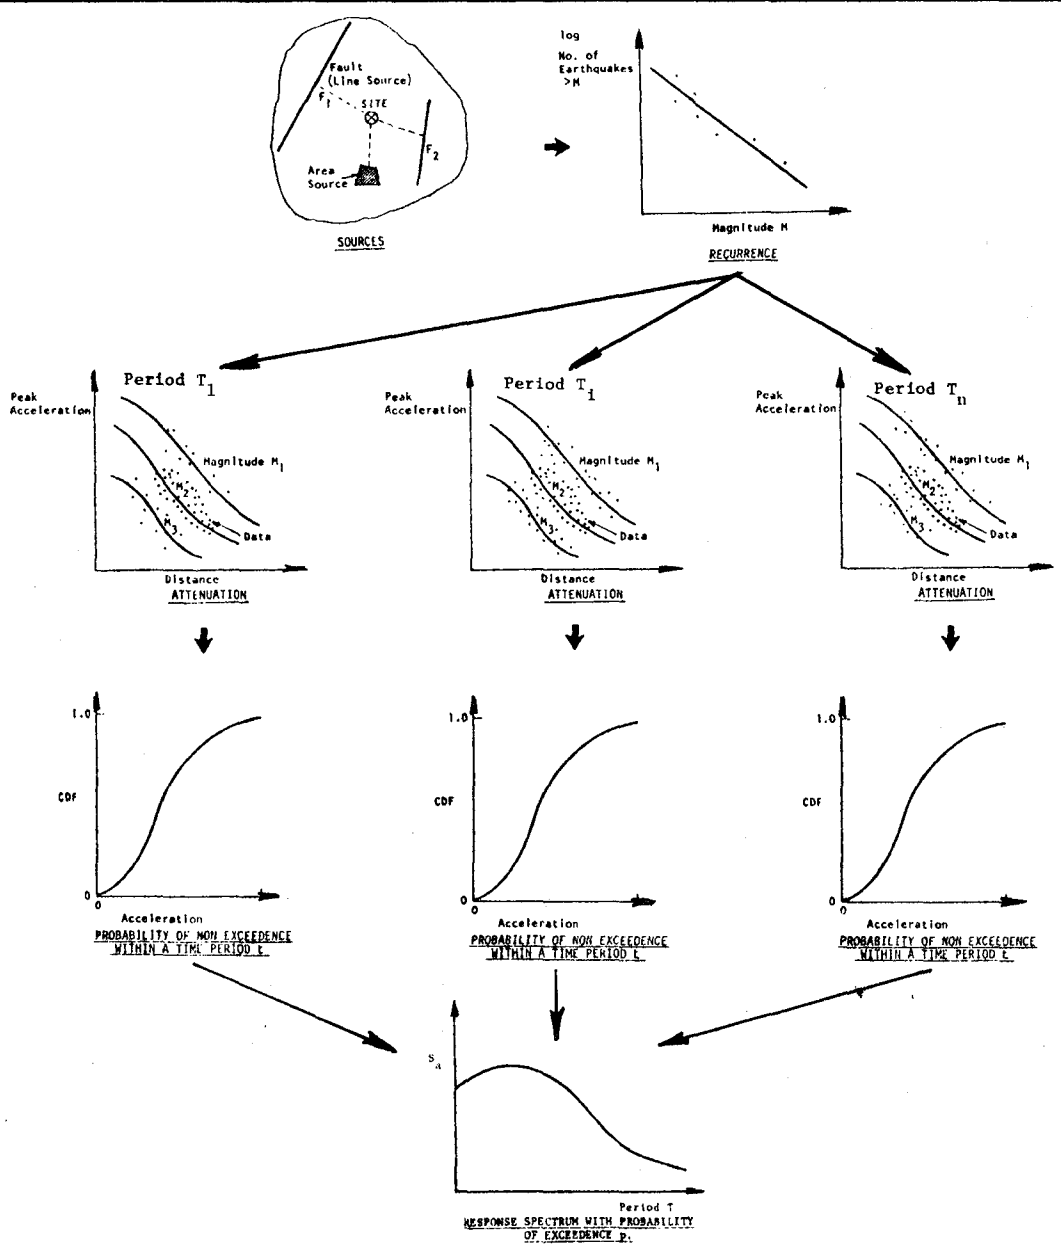 Fault
(Line Source)
F1
SITE
F2
Area
Source
SOURCES
log
No. of
Earthquakes
>M
Magnitude M
RECURRENCE
Peak
Acceleration
Period T1
Magnitude M1
M2
M3
Data
Distance
ATTENUATION
Peak
Acceleration
Period Ti
Magnitude M1
M2
M3
Data
Distance
ATTENUATION
Peak
Acceleration
Period Tn
Magnitude M1
M2
M3
Data
Distance
ATTENUATION
1.0
CDF
0
0
Acceleration
PROBABILITY OF NON EXCEEDENCE
WITHIN A TIME PERIOD t
1.0
CDF
0
0
Acceleration
PROBABILITY OF NON EXCEEDENCE
WITHIN A TIME PERIOD t
1.0
CDF
0
0
Acceleration
PROBABILITY OF NON EXCEEDENCE
WITHIN A TIME PERIOD t
Sa
Period T
RESPONSE SPECTRUM WITH PROBABILITY
OF EXCEEDENCE p.